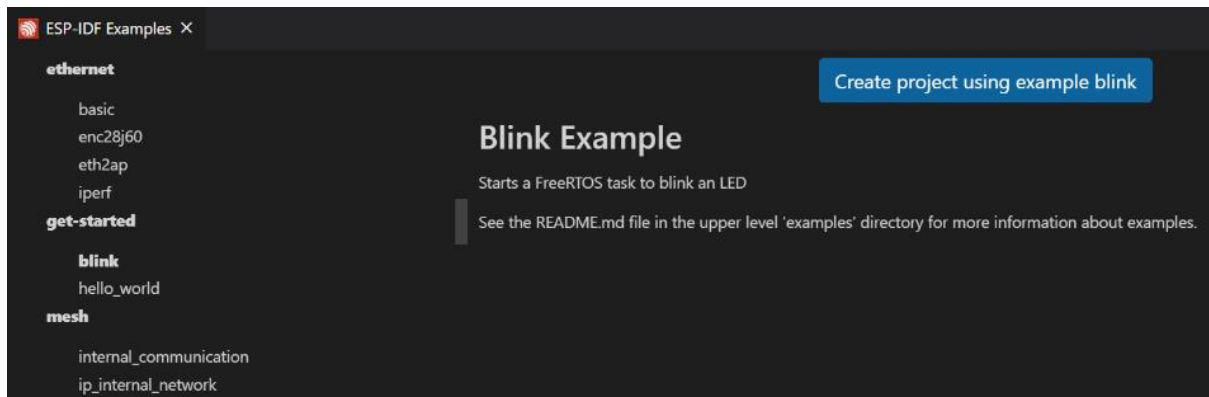 ESP-IDF Examples ×
ethernet
basic
enc28j60
eth2ap
iperf
get-started
blink
hello_world
mesh
internal_communication
ip_internal_network
Create project using example blink
Blink Example
Starts a FreeRTOS task to blink an LED
See the README.md file in the upper level 'examples' directory for more information about examples.